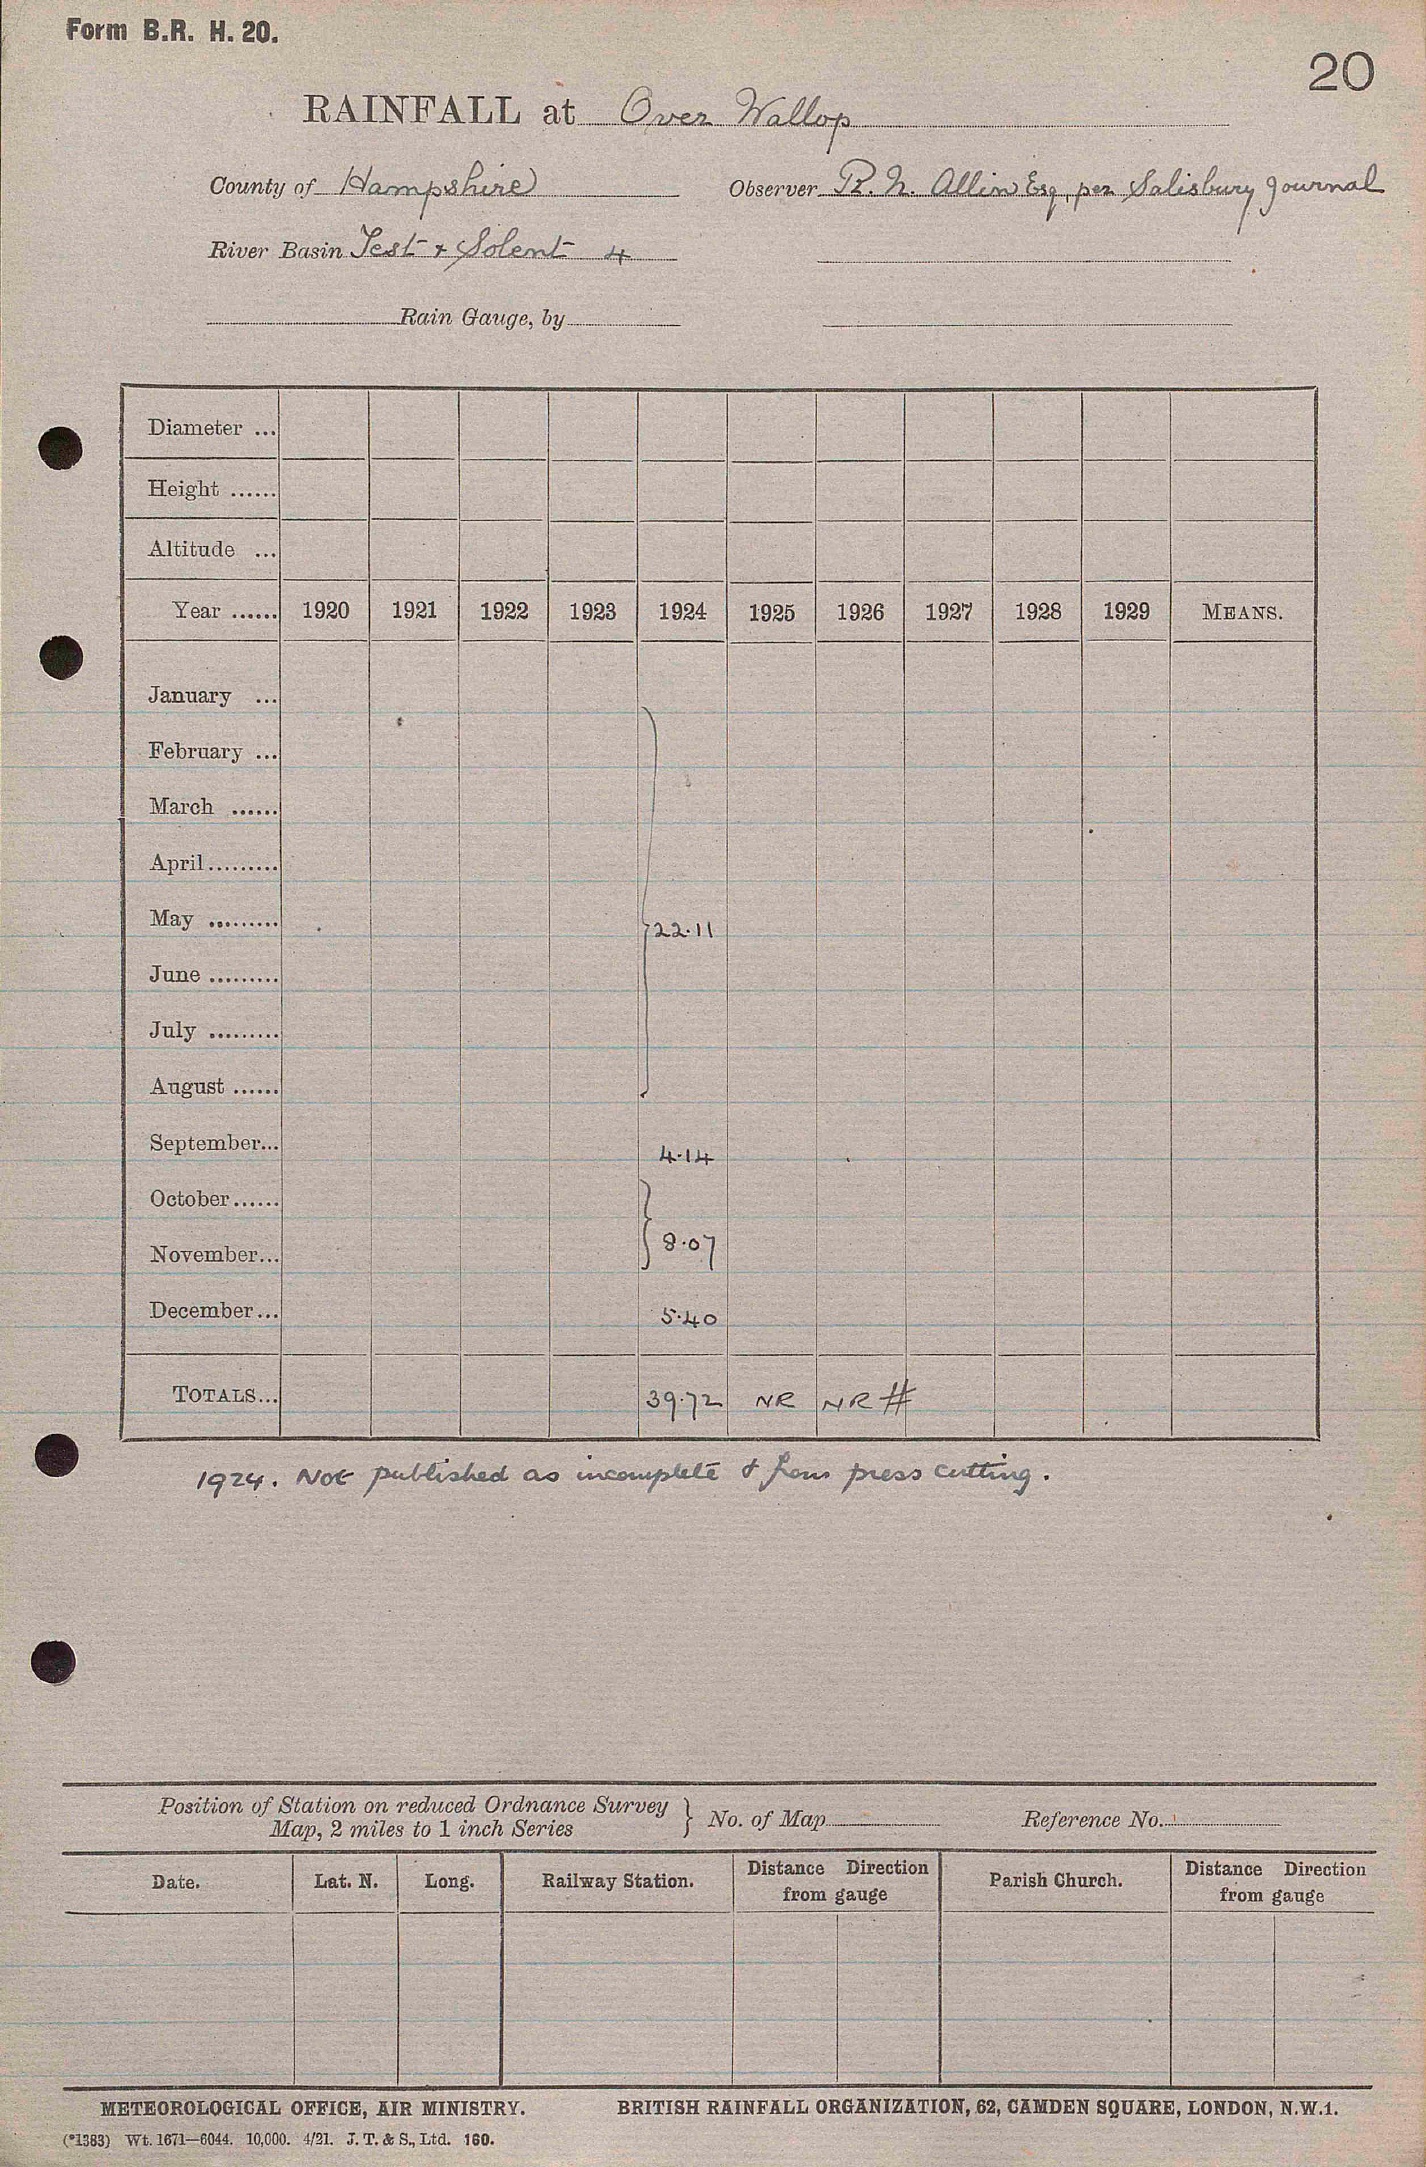 Form B.R. H. 20.
20
RAINFALL at Over Wallop
County of Hampshire Observer R. N. Allin Esq, per Salisbury Journal
River Basin Test + Solent 4
Rain Gauge, by
Diameter ...
Height ......
Altitude ...
Year ...... 1920 1921 1922 1923 1924 1925 1926 1927 1928 1929 MEANS.
January ...
February ...
March ......
April.........
May ......... } 22.11
June .........
July .........
August ......
September... 4.14
October......
November... } 8.07
December... 5.40
TOTALS... 39.72 NR NR #
1924. Not published as incomplete & from press cutting.
Position of Station on reduced Ordnance Survey
Map, 2 miles to 1 inch Series } No. of Map Reference No.
Date. Lat. N. Long. Railway Station. Distance Direction from gauge Parish Church. Distance Direction from gauge
METEOROLOGICAL OFFICE, AIR MINISTRY. BRITISH RAINFALL ORGANIZATION, 62, CAMDEN SQUARE, LONDON, N.W.1.
(*1383) Wt. 1671—6044. 10,000. 4/21. J. T. & S., Ltd. 160.